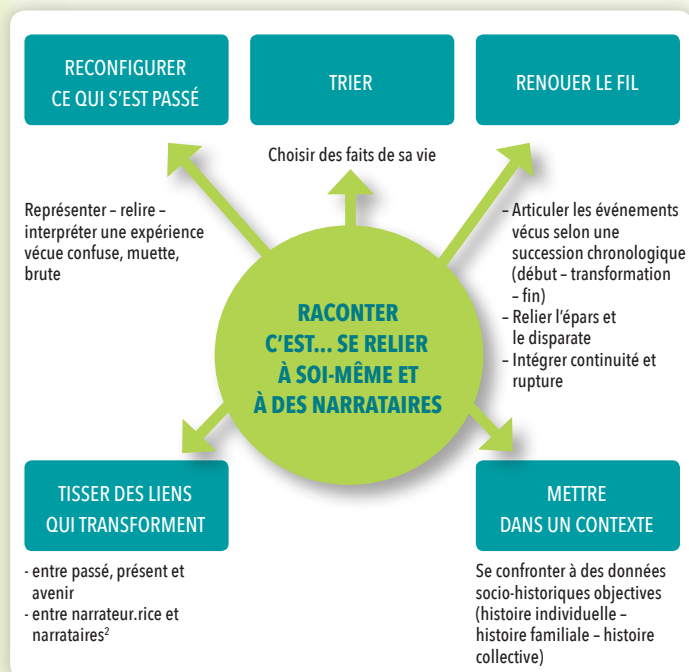 RECONFIGURER
CE QUI S'EST PASSÉ
TRIER
RENOUER LE FIL
Choisir des faits de sa vie
Représenter – relire –
interpréter une expérience
vécue confuse, muette,
brute
– Articuler les événements
vécus selon une
succession chronologique
(début – transformation
– fin)
– Relier l’épars et
le disparate
– Intégrer continuité et
rupture
RACONTER
C’EST... SE RELIER
À SOI-MÊME ET
À DES NARRATAIRES
TISSER DES LIENS
QUI TRANSFORMENT
- entre passé, présent et
avenir
- entre narrateur.rice et
narrataires²
METTRE
DANS UN CONTEXTE
Se confronter à des données
socio-historiques objectives
(histoire individuelle –
histoire familiale – histoire
collective)